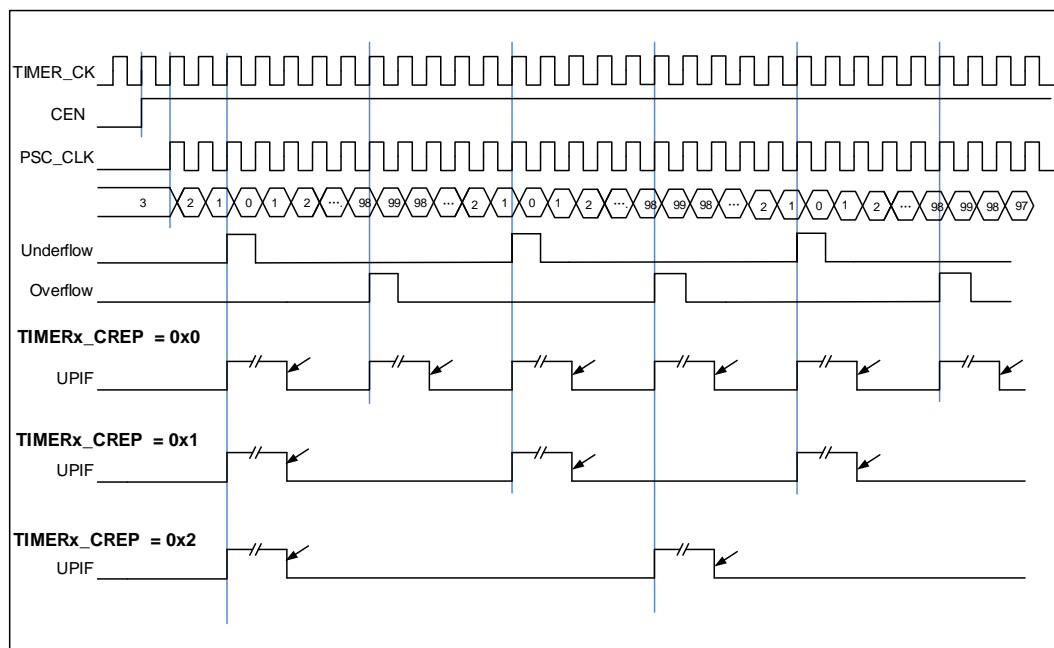 TIMER_CK
CEN
PSC_CLK
3 2 1 0 1 2 ... 98 99 98 ... 2 1 0 1 2 ... 98 99 98 ... 2 1 0 1 2 ... 98 99 98 97
Underflow
Overflow
TIMERx_CREP = 0x0
UPIF
TIMERx_CREP = 0x1
UPIF
TIMERx_CREP = 0x2
UPIF